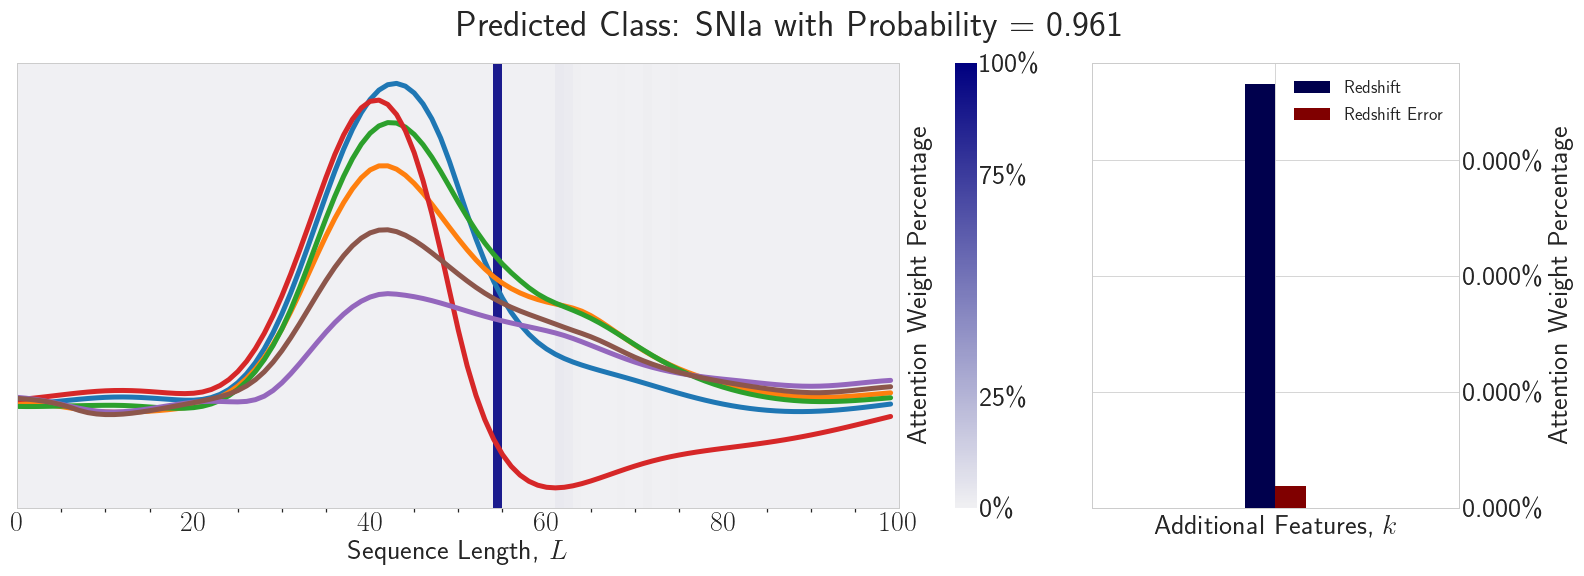 Predicted Class: SNIa with Probability = 0.961
0 20 40 60 80 100
Sequence Length, L
100%
75%
25%
0%
Attention Weight Percentage
Redshift
Redshift Error
0.000%
0.000%
0.000%
0.000%
Attention Weight Percentage
Additional Features, k